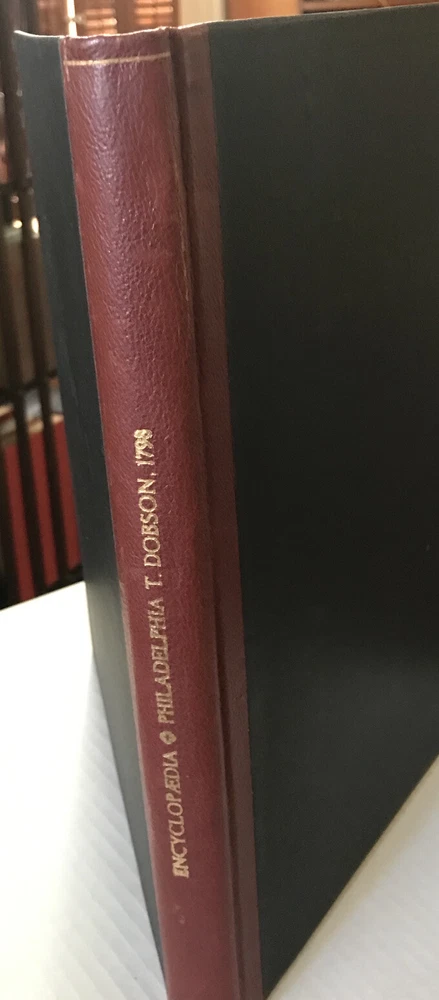 ENCYCLOPÆDIA ❖ PHILADELPHIA T. DOBSON, 1798